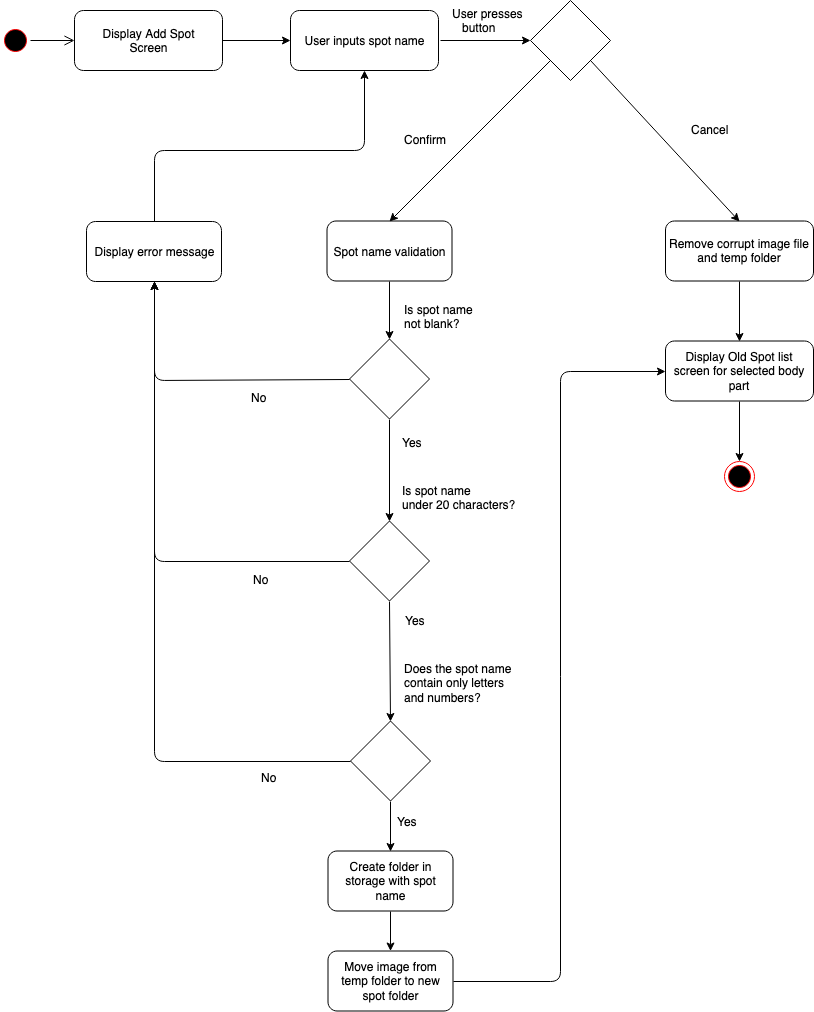 Display Add Spot
Screen
User inputs spot name
User presses
button
Confirm
Cancel
Display error message
Spot name validation
Remove corrupt image file
and temp folder
Is spot name
not blank?
Display Old Spot list
screen for selected body
part
No
Yes
Is spot name
under 20 characters?
No
Yes
Does the spot name
contain only letters
and numbers?
No
Yes
Create folder in
storage with spot
name
Move image from
temp folder to new
spot folder